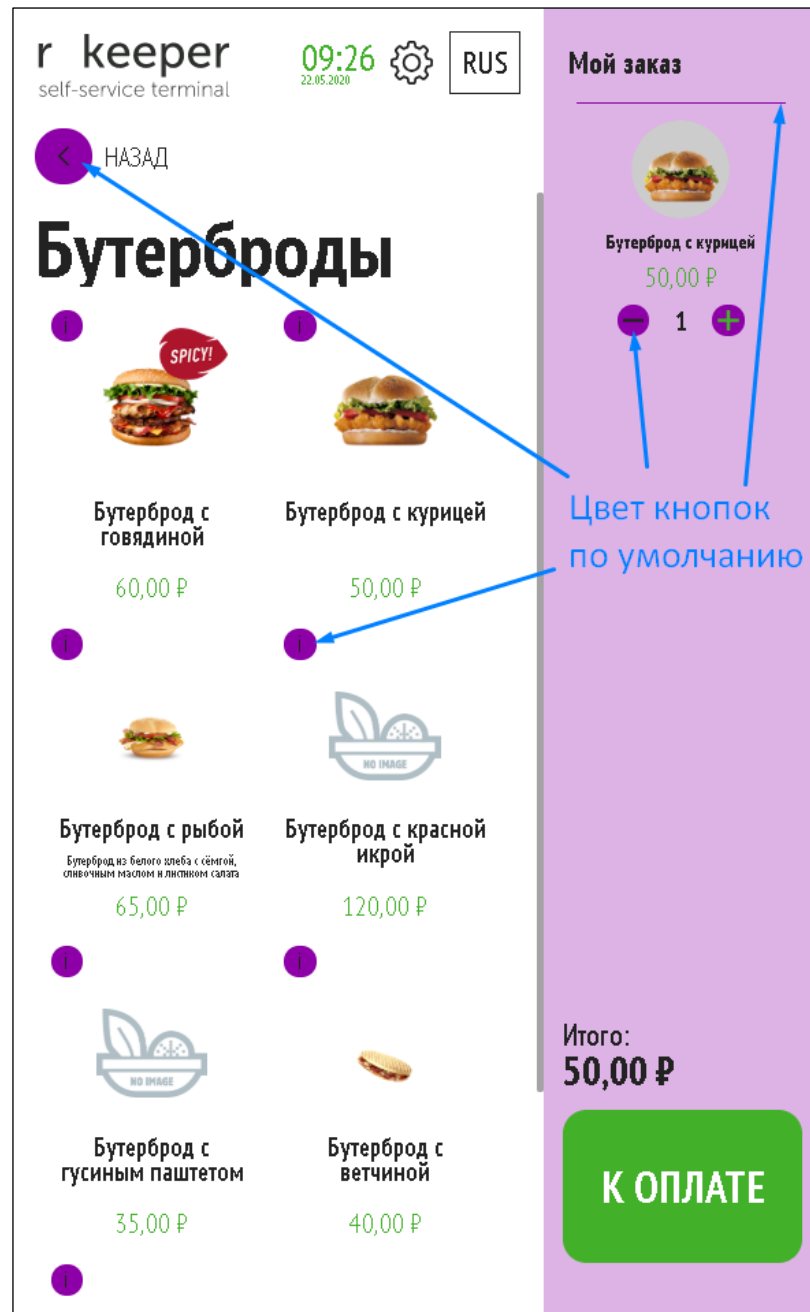 r keeper
self-service terminal
09:26
22.05.2020
RUS
НАЗАД
Бутерброды
i
i
SPICY!
Бутерброд с
говядиной
60,00 ₽
Бутерброд с курицей
50,00 ₽
i
i
NO IMAGE
Бутерброд с рыбой
Бутерброд из белого хлеба с сёмгой,
сливочным маслом и листиком салата
65,00 ₽
Бутерброд с красной
икрой
120,00 ₽
i
i
NO IMAGE
Бутерброд с
гусиным паштетом
35,00 ₽
Бутерброд с
ветчиной
40,00 ₽
i
Мой заказ
Бутерброд с курицей
50,00 ₽
1
Цвет кнопок
по умолчанию
Итого:
50,00 ₽
К ОПЛАТЕ